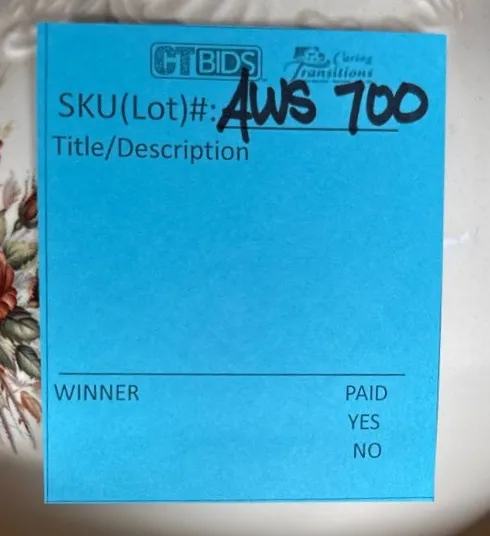 CTBIDS Caring
Transitions
SKU(Lot)#: AWS 700
Title/Description
WINNER PAID
YES
NO